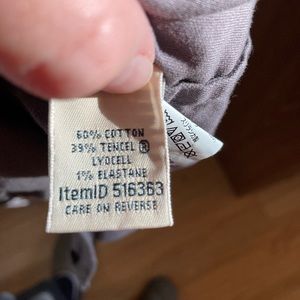 60% COTTON
39% TENCEL ®
LYOCELL
1% ELASTANE
ItemID 516363
CARE ON REVERSE